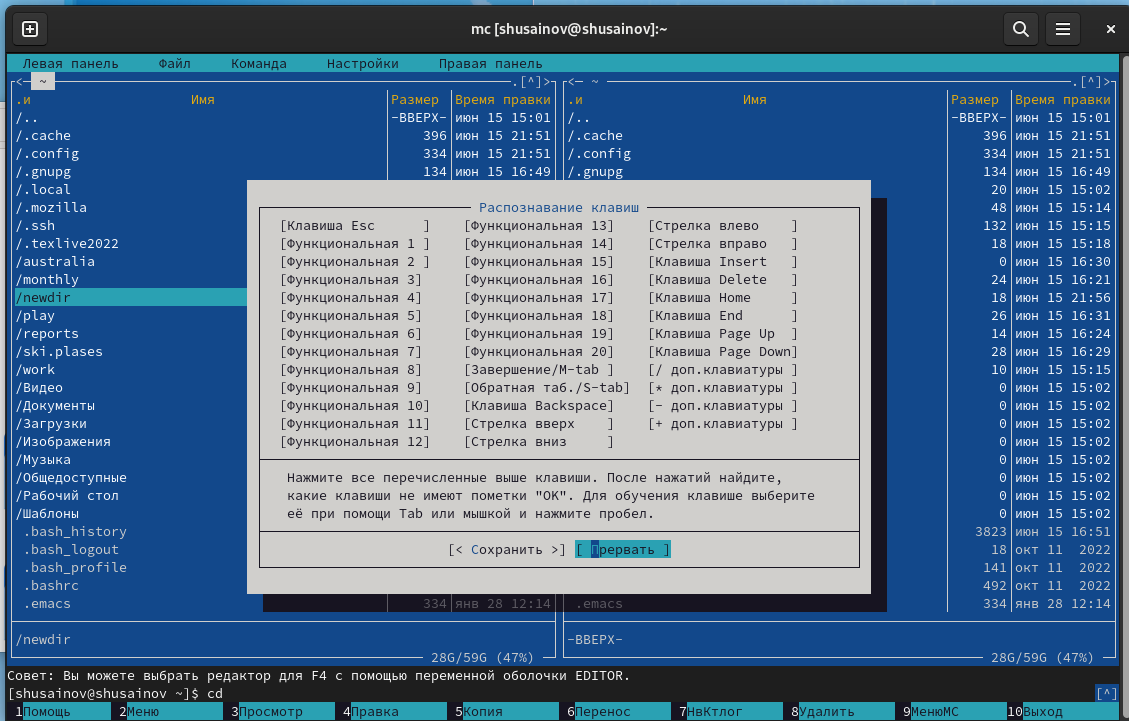 mc [shusainov@shusainov]:~
Левая панель Файл Команда Настройки Правая панель
<─ ~ ─.[^]> <─ ~ ─.[^]>
.и Имя Размер Время правки .и Имя Размер Время правки
/.. -ВВЕРХ- июн 15 15:01 /.. -ВВЕРХ- июн 15 15:01
/.cache 396 июн 15 21:51 /.cache 396 июн 15 21:51
/.config 334 июн 15 21:51 /.config 334 июн 15 21:51
/.gnupg 134 июн 15 16:49 /.gnupg 134 июн 15 16:49
/.local 20 июн 15 15:02
/.mozilla Распознавание клавиш 48 июн 15 15:14
/.ssh [Клавиша Esc ] [Функциональная 13] [Стрелка влево ] 132 июн 15 15:15
/.texlive2022 [Функциональная 1 ] [Функциональная 14] [Стрелка вправо ] 18 июн 15 15:18
/australia [Функциональная 2 ] [Функциональная 15] [Клавиша Insert ] 0 июн 15 16:30
/monthly [Функциональная 3] [Функциональная 16] [Клавиша Delete ] 24 июн 15 16:21
/newdir [Функциональная 4] [Функциональная 17] [Клавиша Home ] 18 июн 15 21:56
/play [Функциональная 5] [Функциональная 18] [Клавиша End ] 26 июн 15 16:31
/reports [Функциональная 6] [Функциональная 19] [Клавиша Page Up ] 14 июн 15 16:24
/ski.plases [Функциональная 7] [Функциональная 20] [Клавиша Page Down] 28 июн 15 16:29
/work [Функциональная 8] [Завершение/M-tab ] [/ доп.клавиатуры ] 10 июн 15 15:15
/Видео [Функциональная 9] [Обратная таб./S-tab] [* доп.клавиатуры ] 0 июн 15 15:02
/Документы [Функциональная 10] [Клавиша Backspace] [- доп.клавиатуры ] 0 июн 15 15:02
/Загрузки [Функциональная 11] [Стрелка вверх ] [+ доп.клавиатуры ] 0 июн 15 15:02
/Изображения [Функциональная 12] [Стрелка вниз ] 0 июн 15 15:02
/Музыка 0 июн 15 15:02
/Общедоступные Нажмите все перечисленные выше клавиши. После нажатий найдите, 0 июн 15 15:02
/Рабочий стол какие клавиши не имеют пометки "OK". Для обучения клавише выберите 0 июн 15 15:02
/Шаблоны её при помощи Tab или мышкой и нажмите пробел. 0 июн 15 15:02
.bash_history 3823 июн 15 16:51
.bash_logout [< Сохранить >] [ Прервать ] 18 окт 11 2022
.bash_profile 141 окт 11 2022
.bashrc 492 окт 11 2022
.emacs 334 янв 28 12:14 .emacs 334 янв 28 12:14
/newdir -ВВЕРХ-
28G/59G (47%) 28G/59G (47%)
Совет: Вы можете выбрать редактор для F4 с помощью переменной оболочки EDITOR.
[shusainov@shusainov ~]$ cd [^]
1Помощь 2Меню 3Просмотр 4Правка 5Копия 6Перенос 7НвКтлог 8Удалить 9МенюMC 10Выход